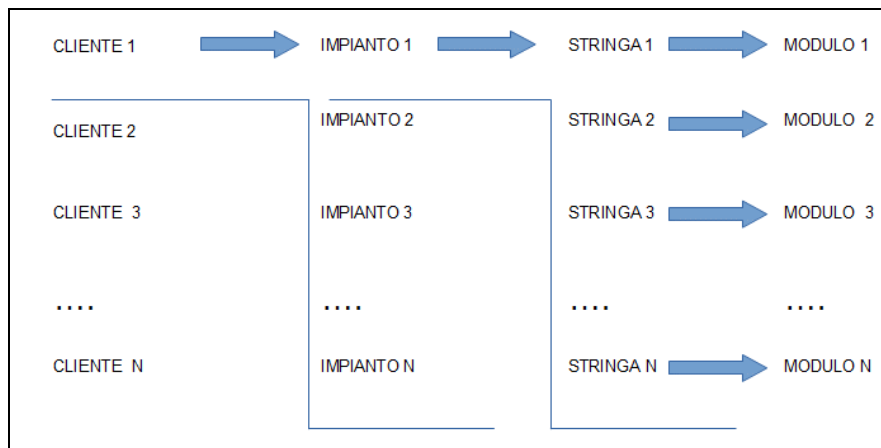 CLIENTE 1 IMPIANTO 1 STRINGA 1 MODULO 1
CLIENTE 2 IMPIANTO 2 STRINGA 2 MODULO 2
CLIENTE 3 IMPIANTO 3 STRINGA 3 MODULO 3
.... .... .... ....
CLIENTE N IMPIANTO N STRINGA N MODULO N